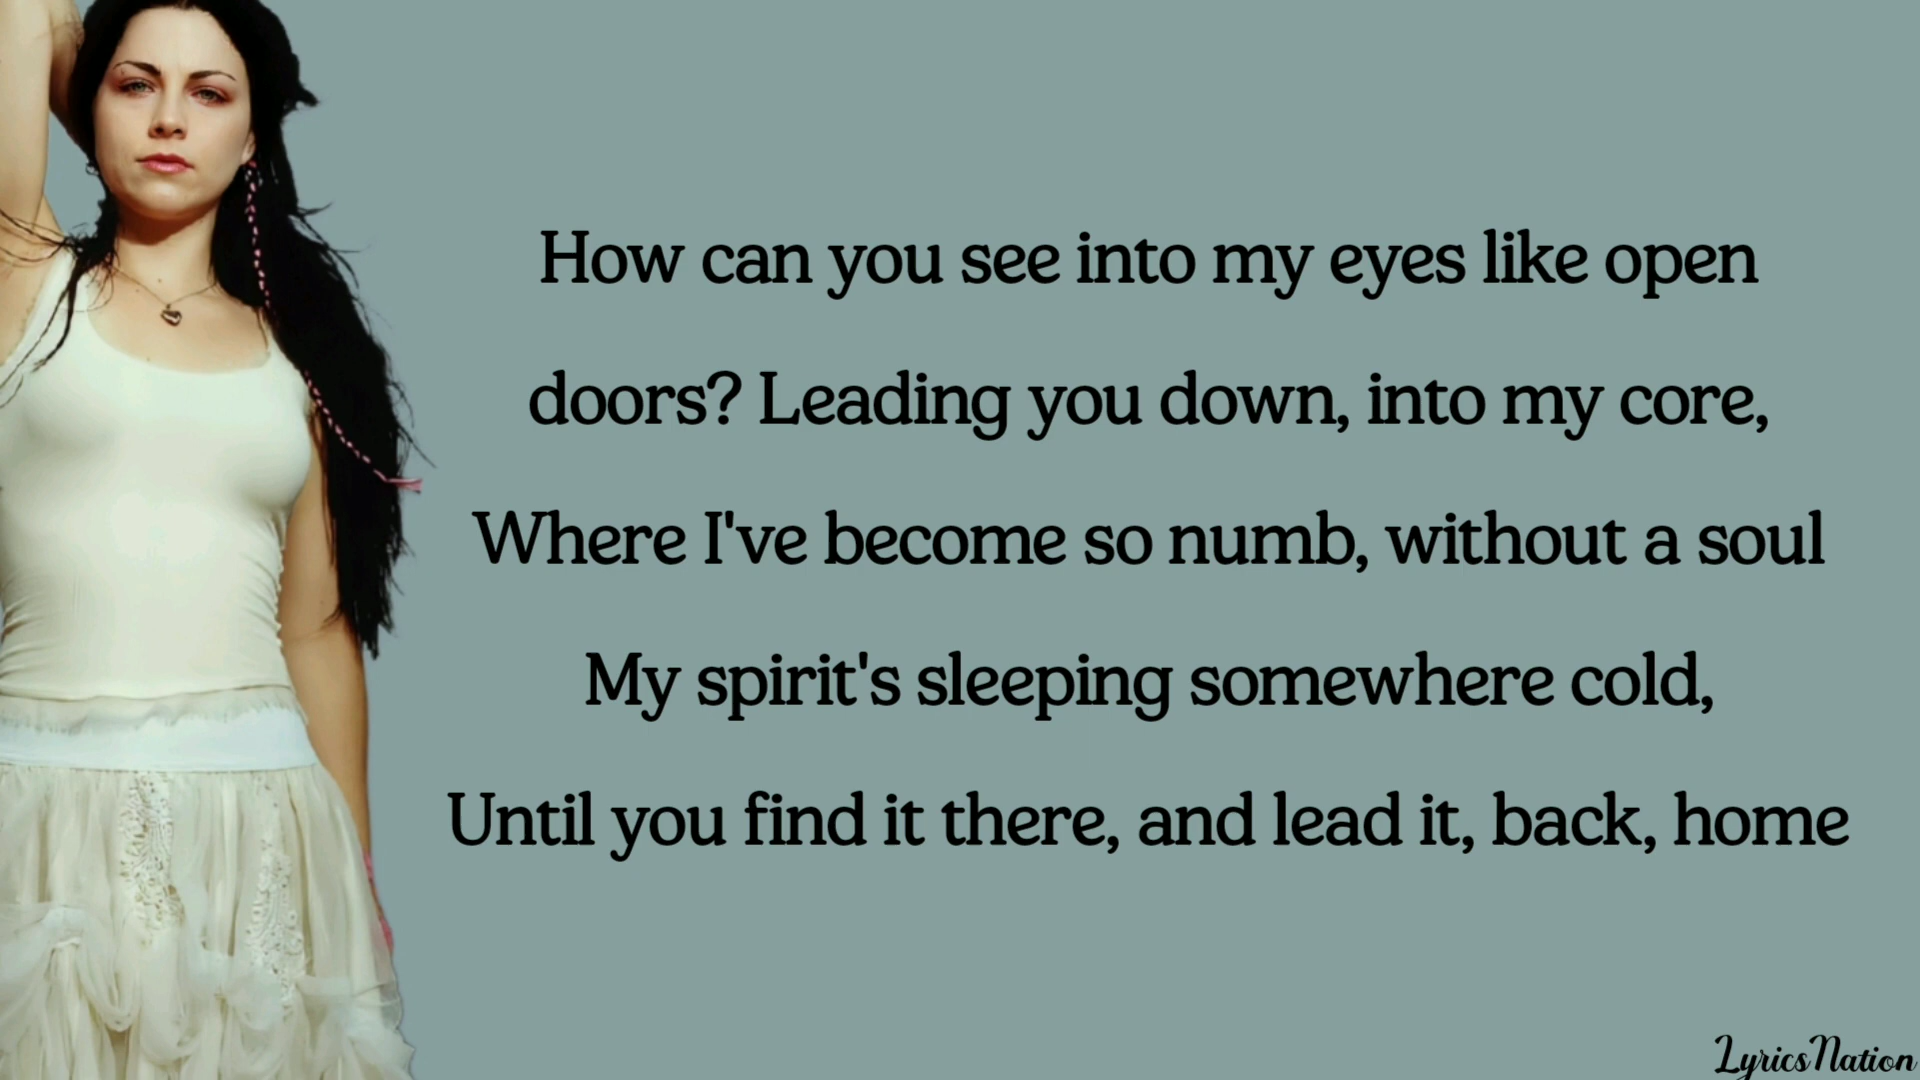 How can you see into my eyes like open
doors? Leading you down, into my core,
Where I've become so numb, without a soul
My spirit's sleeping somewhere cold,
Until you find it there, and lead it, back, home
LyricsNation